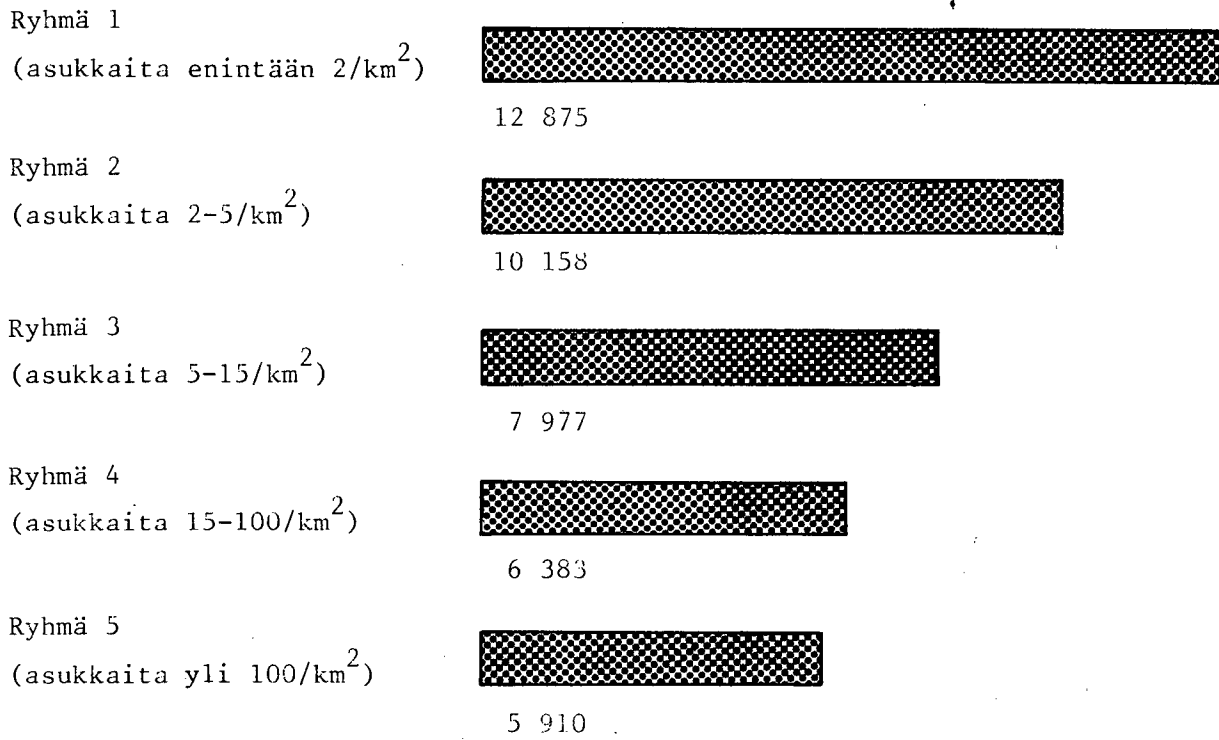 Ryhmä 1
(asukkaita enintään 2/km²)
12 875
Ryhmä 2
(asukkaita 2-5/km²)
10 158
Ryhmä 3
(asukkaita 5-15/km²)
7 977
Ryhmä 4
(asukkaita 15-100/km²)
6 383
Ryhmä 5
(asukkaita yli 100/km²)
5 910